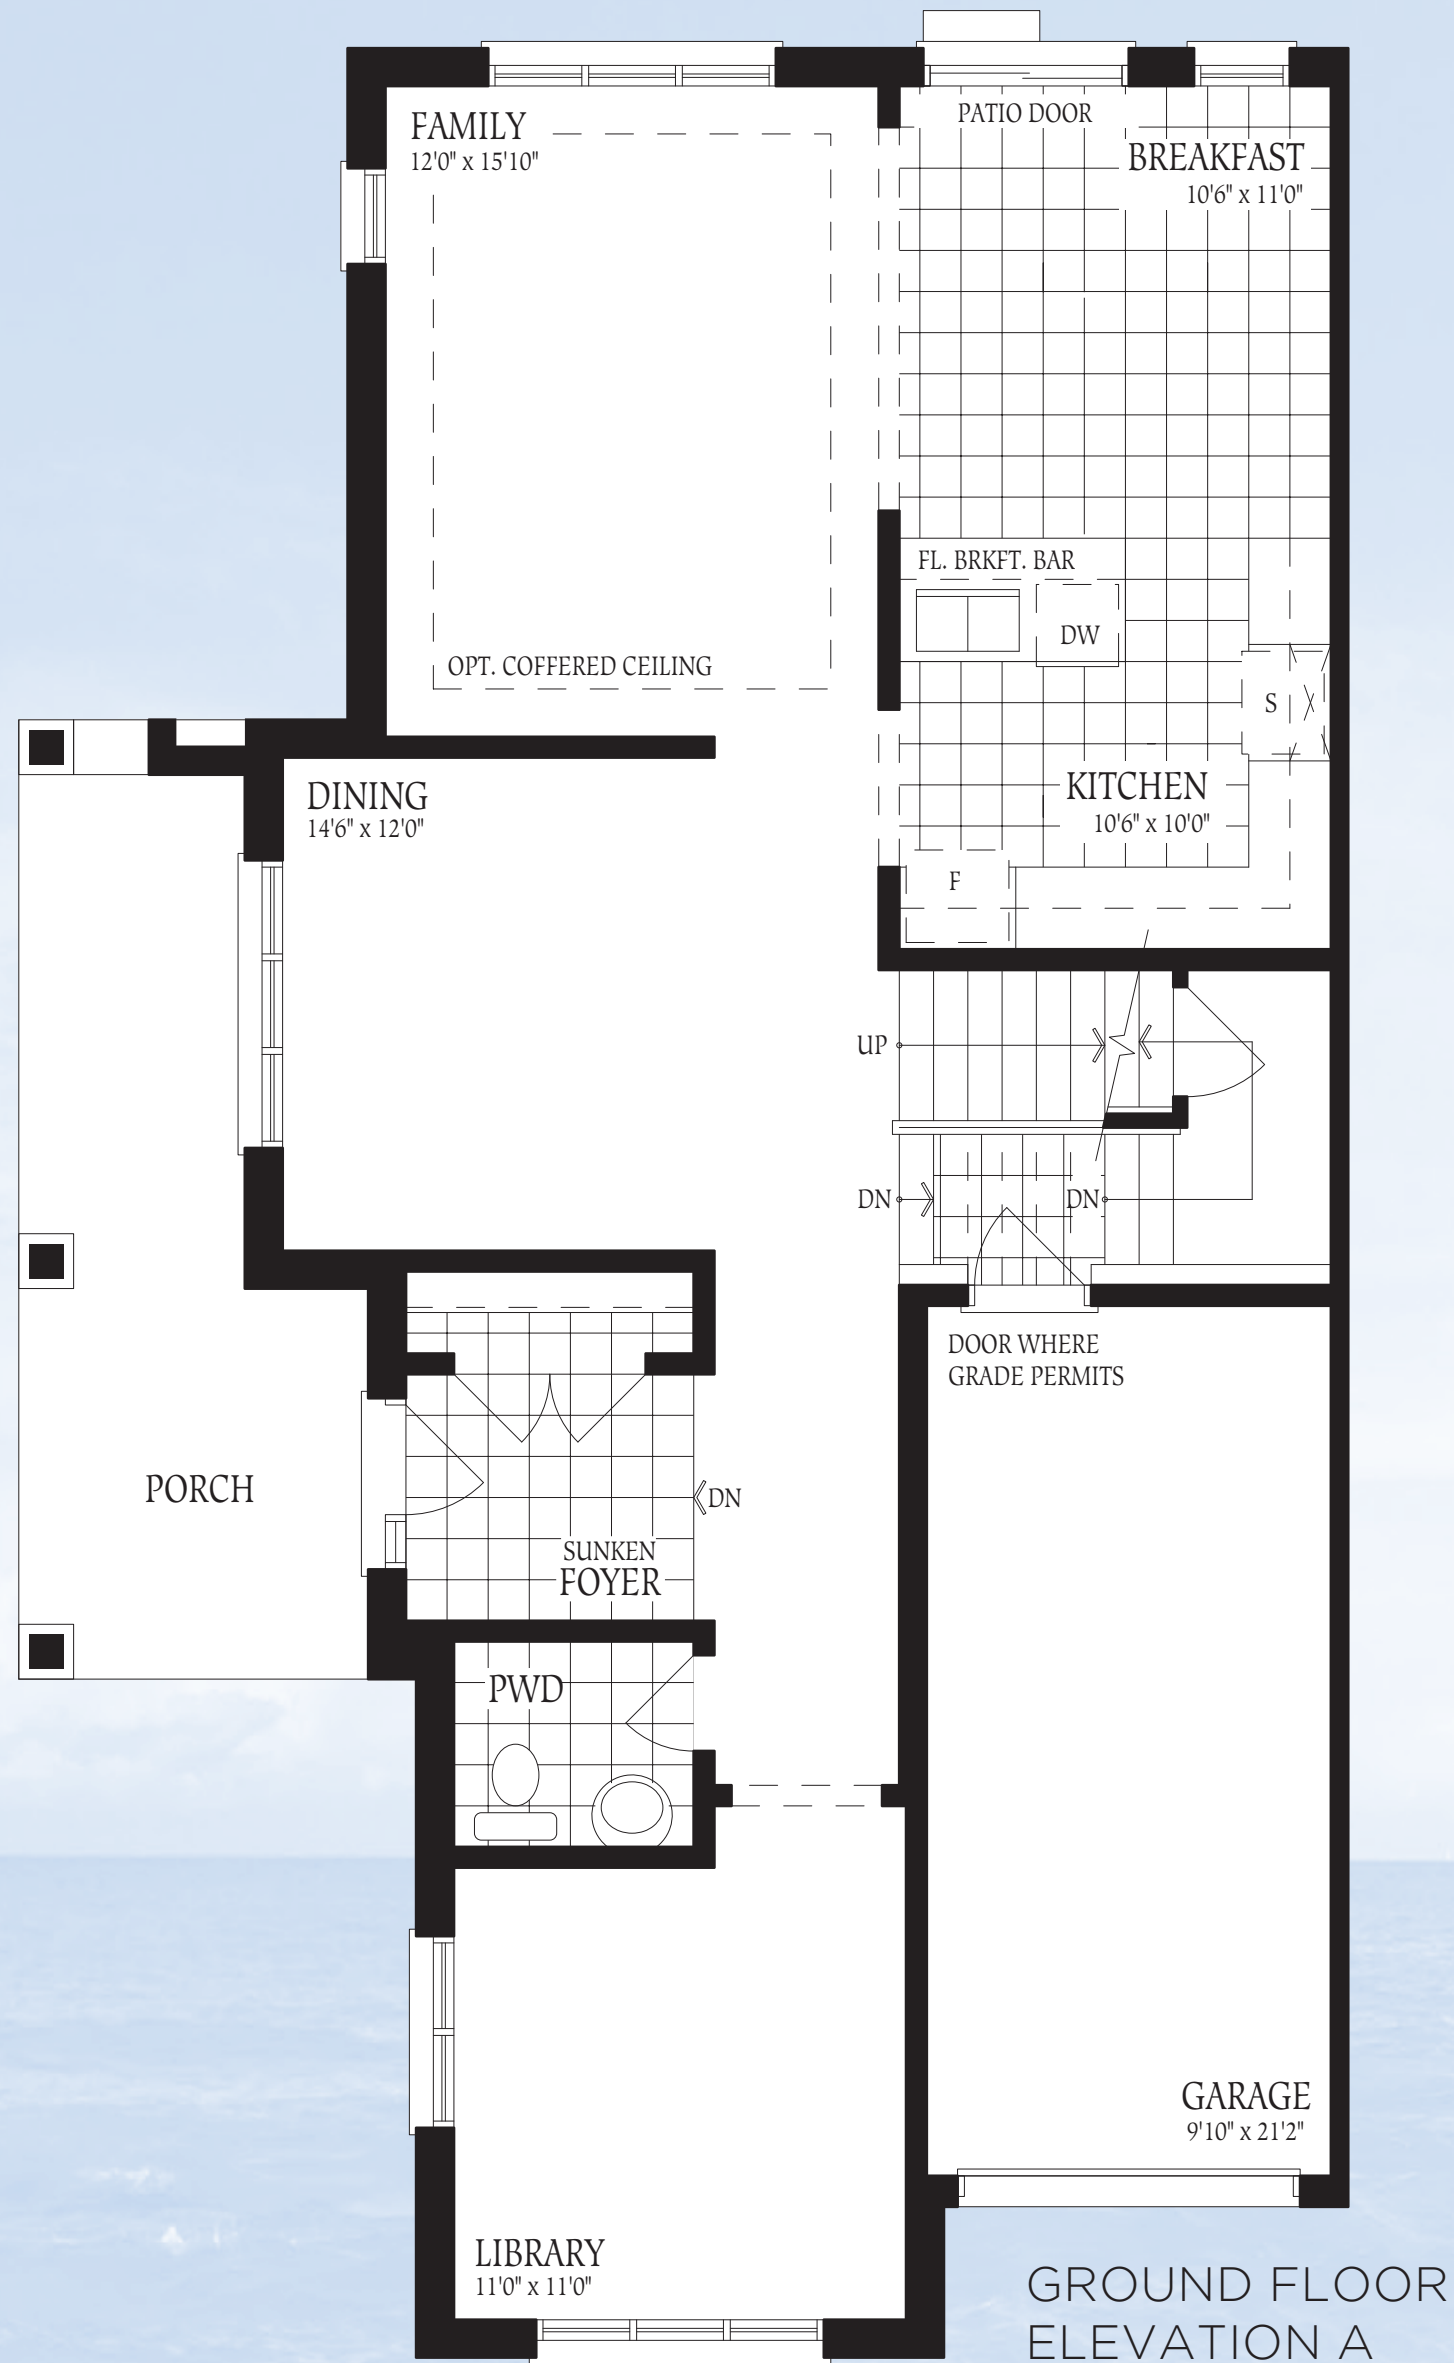 FAMILY
12'0" x 15'10"
PATIO DOOR
BREAKFAST
10'6" x 11'0"
FL. BRKFT. BAR
DW
OPT. COFFERED CEILING
S
DINING
14'6" x 12'0"
KITCHEN
10'6" x 10'0"
F
UP
DN
DN
DOOR WHERE
GRADE PERMITS
PORCH
DN
SUNKEN
FOYER
PWD
GARAGE
9'10" x 21'2"
LIBRARY
11'0" x 11'0"
GROUND FLOOR
ELEVATION A